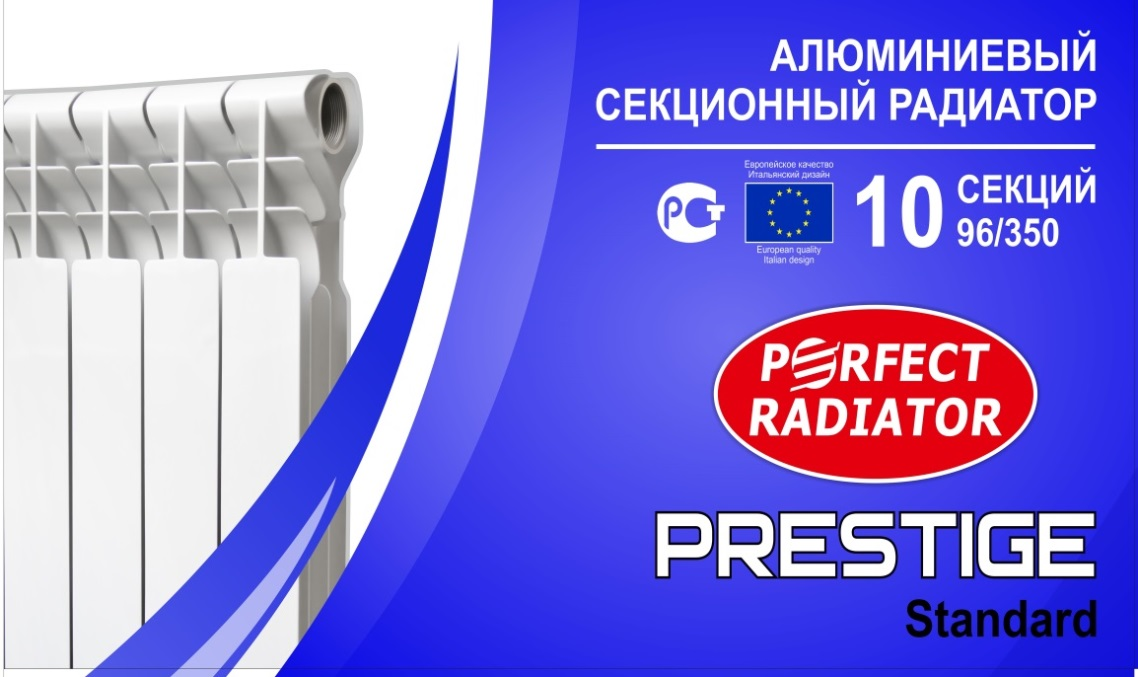 АЛЮМИНИЕВЫЙ
СЕКЦИОННЫЙ РАДИАТОР
Европейское качество
Итальянский дизайн
РСТ
European quality
Italian design
10
СЕКЦИЙ
96/350
PERFECT
RADIATOR
PRESTIGE
Standard